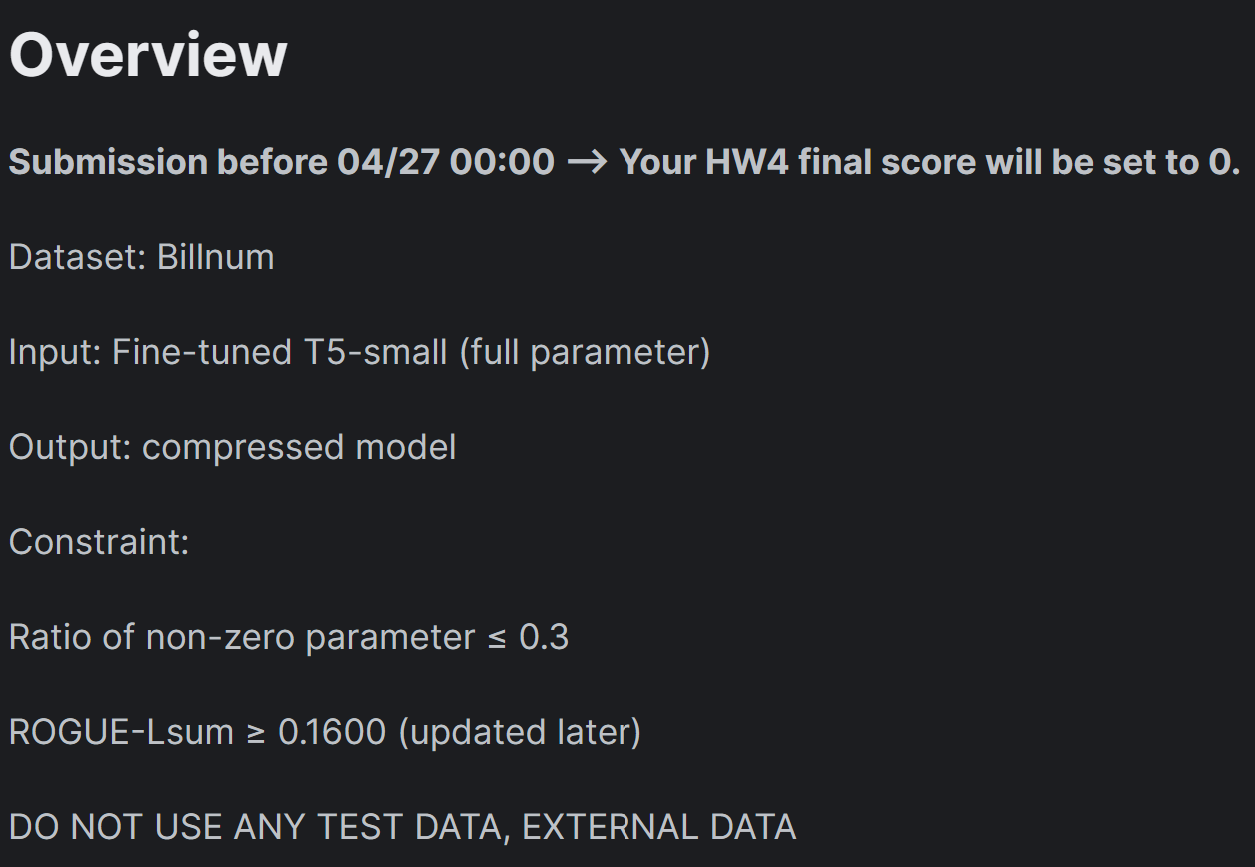 Overview
Submission before 04/27 00:00 --> Your HW4 final score will be set to 0.
Dataset: Billnum
Input: Fine-tuned T5-small (full parameter)
Output: compressed model
Constraint:
Ratio of non-zero parameter ≤ 0.3
ROGUE-Lsum ≥ 0.1600 (updated later)
DO NOT USE ANY TEST DATA, EXTERNAL DATA